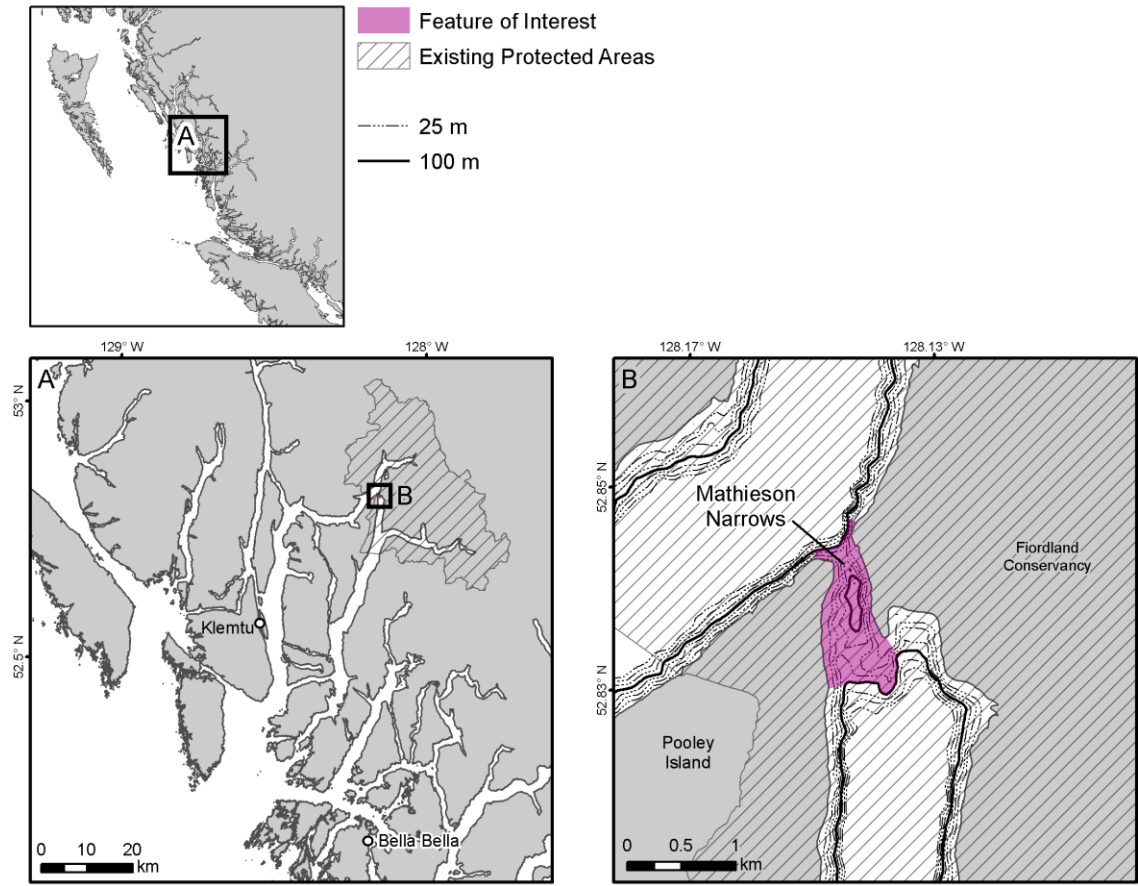 Feature of Interest
Existing Protected Areas
25 m
100 m
A
129° W
128° W
A
53° N
B
Klemtu
52.5° N
Bella Bella
0 10 20
km
128.17° W
128.13° W
B
52.85° N
Mathieson
Narrows
Fiordland
Conservancy
52.83° N
Pooley
Island
0 0.5 1
km